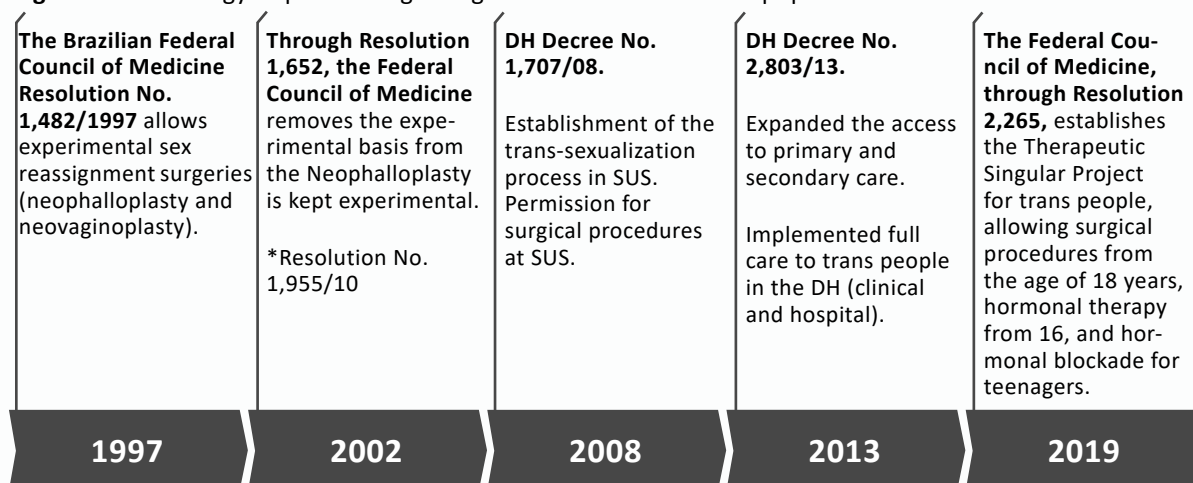 The Brazilian Federal
Council of Medicine
Resolution No.
1,482/1997 allows
experimental sex
reassignment surgeries
(neophalloplasty and
neovaginoplasty).
Through Resolution
1,652, the Federal
Council of Medicine
removes the expe-
rimental basis from
the Neophalloplasty
is kept experimental.
*Resolution No.
1,955/10
DH Decree No.
1,707/08.
Establishment of the
trans-sexualization
process in SUS.
Permission for
surgical procedures
at SUS.
DH Decree No.
2,803/13.
Expanded the access
to primary and
secondary care.
Implemented full
care to trans people
in the DH (clinical
and hospital).
The Federal Cou-
ncil of Medicine,
through Resolution
2,265, establishes
the Therapeutic
Singular Project
for trans people,
allowing surgical
procedures from
the age of 18 years,
hormonal therapy
from 16, and hor-
monal blockade for
teenagers.
1997
2002
2008
2013
2019